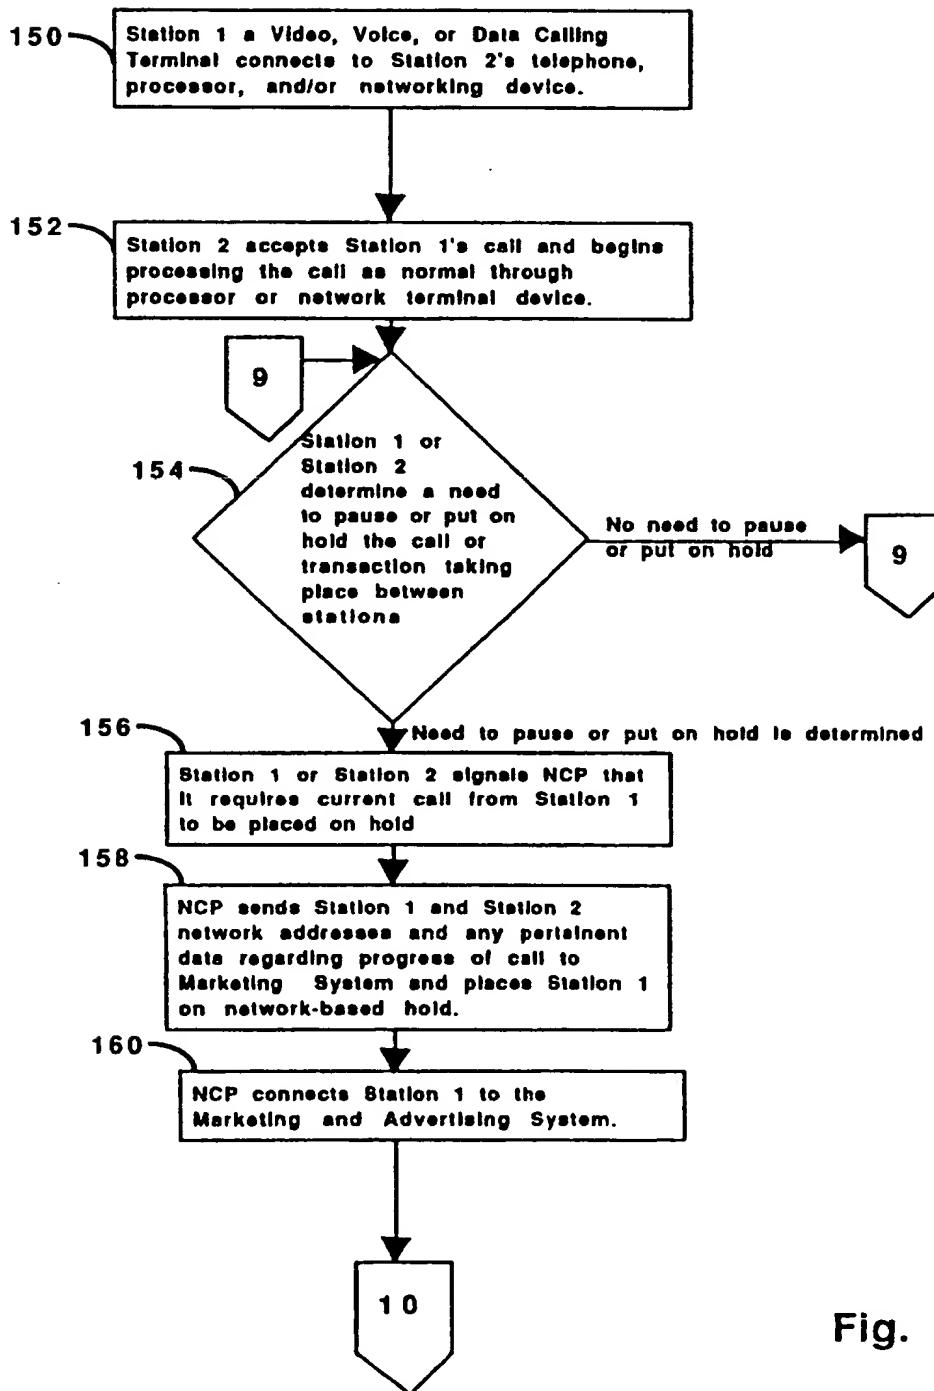 150
Station 1 a Video, Voice, or Data Calling
Terminal connects to Station 2's telephone,
processor, and/or networking device.
152
Station 2 accepts Station 1's call and begins
processing the call as normal through
processor or network terminal device.
9
154
Station 1 or
Station 2
determine a need
to pause or put on
hold the call or
transaction taking
place between
stations
No need to pause
or put on hold
9
156
Need to pause or put on hold is determined
Station 1 or Station 2 signals NCP that
it requires current call from Station 1
to be placed on hold
158
NCP sends Station 1 and Station 2
network addresses and any pertainent
data regarding progress of call to
Marketing System and places Station 1
on network-based hold.
160
NCP connects Station 1 to the
Marketing and Advertising System.
10
Fig.